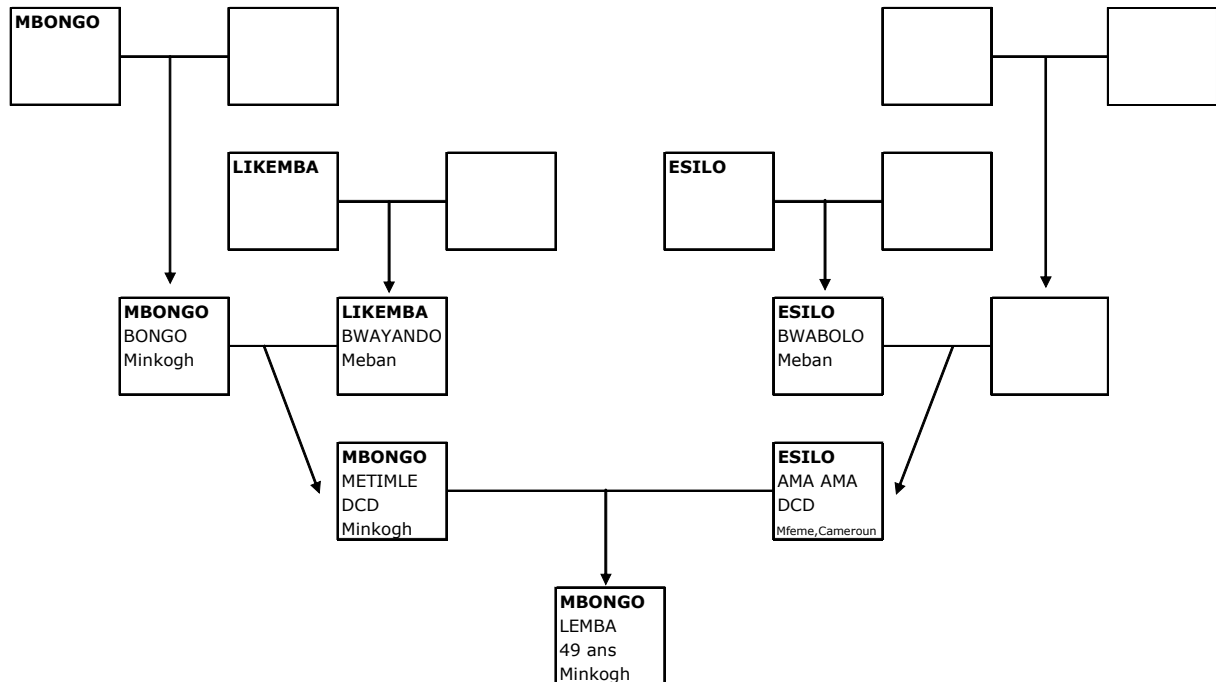 MBONGO
LIKEMBA
ESILO
MBONGO
BONGO
Minkogh
LIKEMBA
BWAYANDO
Meban
ESILO
BWABOLO
Meban
MBONGO
METIMLE
DCD
Minkogh
ESILO
AMA AMA
DCD
Mfeme,Cameroun
MBONGO
LEMBA
49 ans
Minkogh